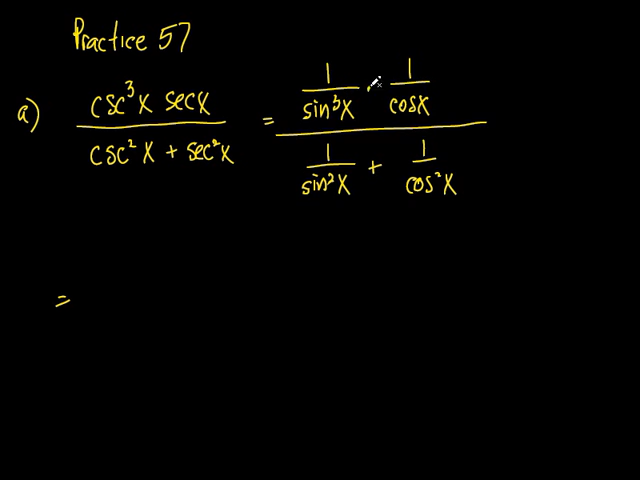 Practice 57
a) csc³x secx / csc²x + sec²x = 1/sin³x · 1/cosx / 1/sin²x + 1/cos²x
=